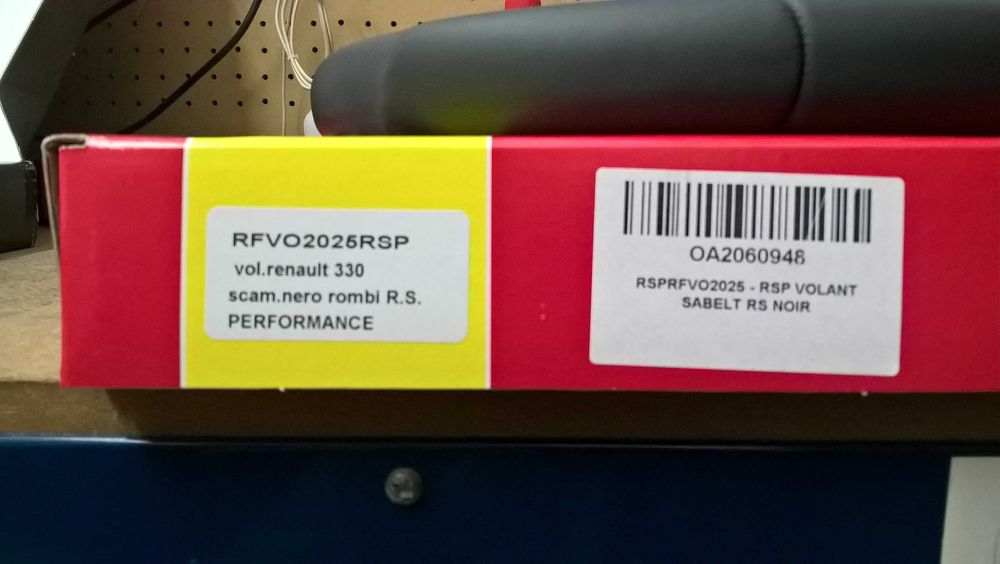 RFVO2025RSP
vol.renault 330
scam.nero rombi R.S.
PERFORMANCE
OA2060948
RSPRFVO2025 - RSP VOLANT
SABELT RS NOIR